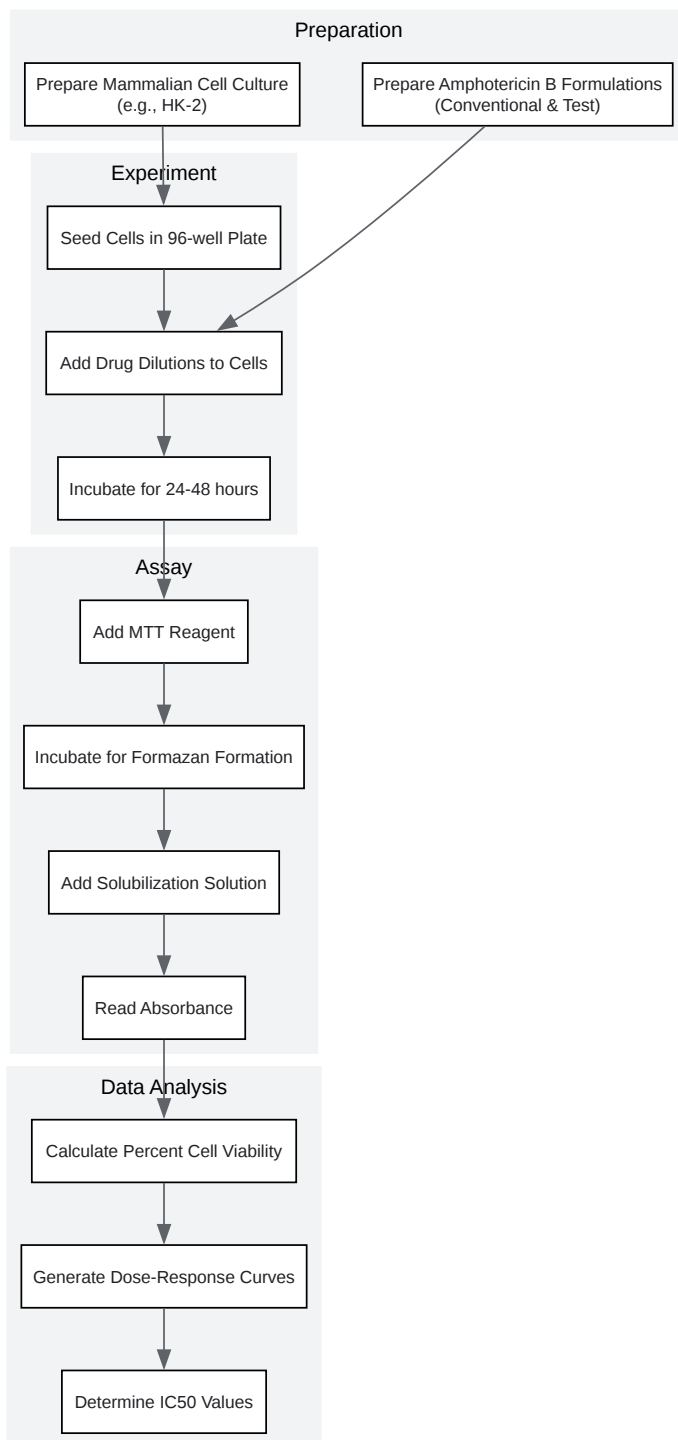 Preparation
Prepare Mammalian Cell Culture
(e.g., HK-2)
Prepare Amphotericin B Formulations
(Conventional & Test)
Experiment
Seed Cells in 96-well Plate
Add Drug Dilutions to Cells
Incubate for 24-48 hours
Assay
Add MTT Reagent
Incubate for Formazan Formation
Add Solubilization Solution
Read Absorbance
Data Analysis
Calculate Percent Cell Viability
Generate Dose-Response Curves
Determine IC50 Values